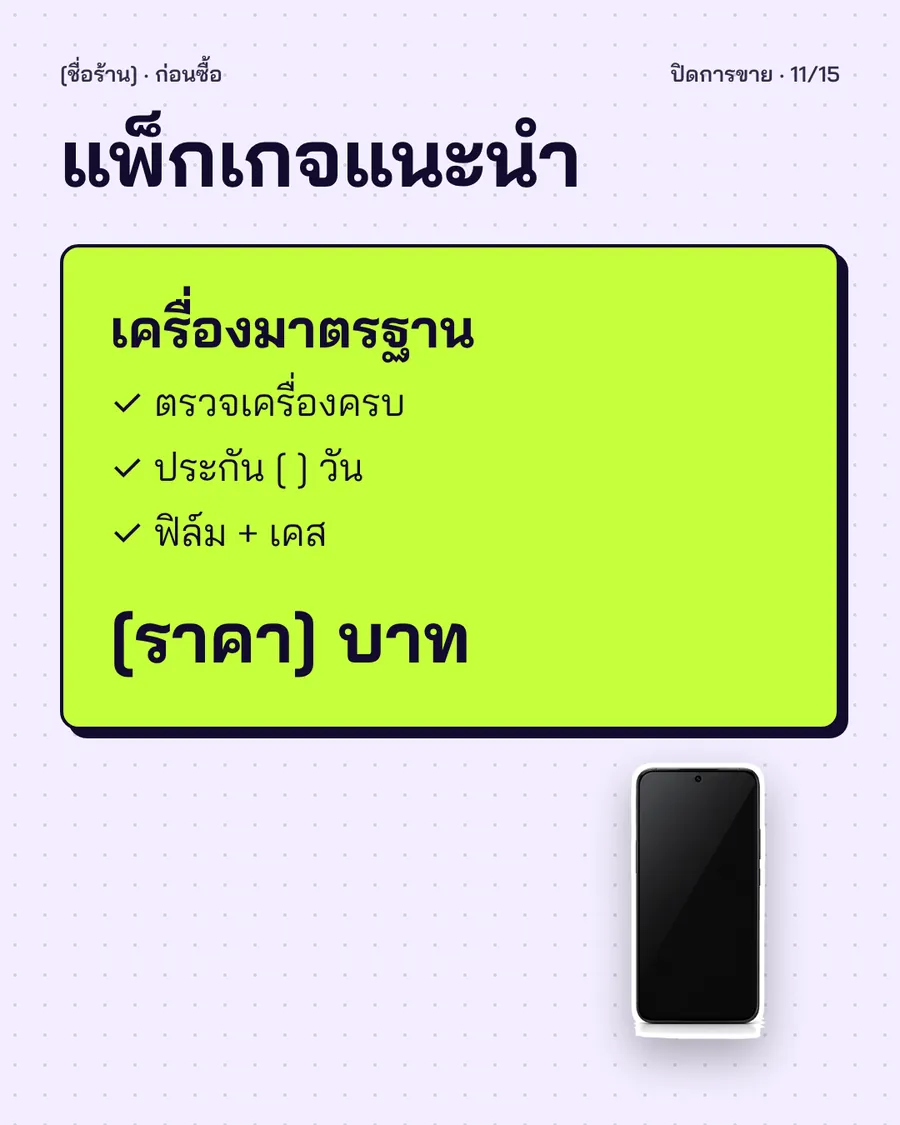 [ชื่อร้าน] · ก่อนซื้อ
ปิดการขาย · 11/15
แพ็กเกจแนะนำ
เครื่องมาตรฐาน
✓ ตรวจเครื่องครบ
✓ ประกัน [ ] วัน
✓ ฟิล์ม + เคส
[ราคา] บาท